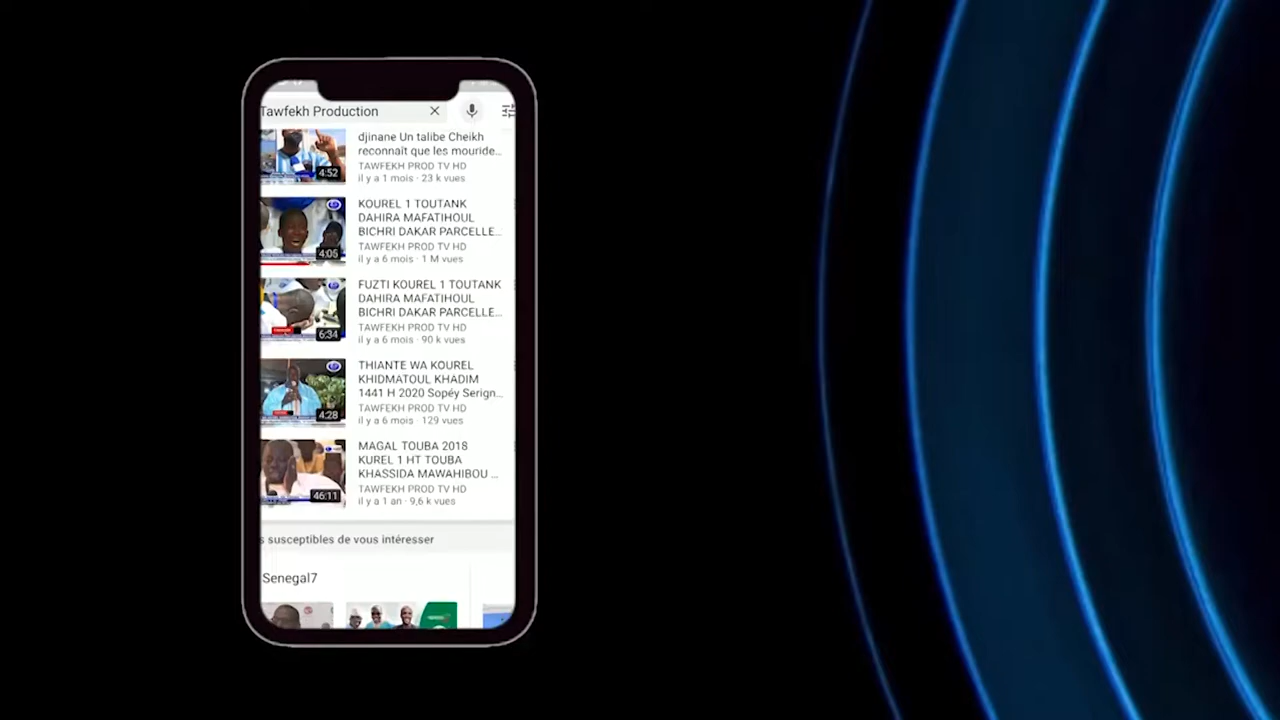 Tawfekh Production
djinane Un talibe Cheikh
reconnaît que les mouride...
TAWFEKH PROD TV HD
il y a 1 mois · 23 k vues
4:52
KOUREL 1 TOUTANK
DAHIRA MAFATIHOUL
BICHRI DAKAR PARCELLE...
TAWFEKH PROD TV HD
il y a 6 mois · 1 M vues
4:05
FUZTI KOUREL 1 TOUTANK
DAHIRA MAFATIHOUL
BICHRI DAKAR PARCELLE...
TAWFEKH PROD TV HD
il y a 6 mois · 90 k vues
6:34
THIANTE WA KOUREL
KHIDMATOUL KHADIM
1441 H 2020 Sopéy Serign...
TAWFEKH PROD TV HD
il y a 6 mois · 129 vues
4:28
MAGAL TOUBA 2018
KUREL 1 HT TOUBA
KHASSIDA MAWAHIBOU ...
TAWFEKH PROD TV HD
il y a 1 an · 9,6 k vues
46:11
s susceptibles de vous intéresser
Senegal7